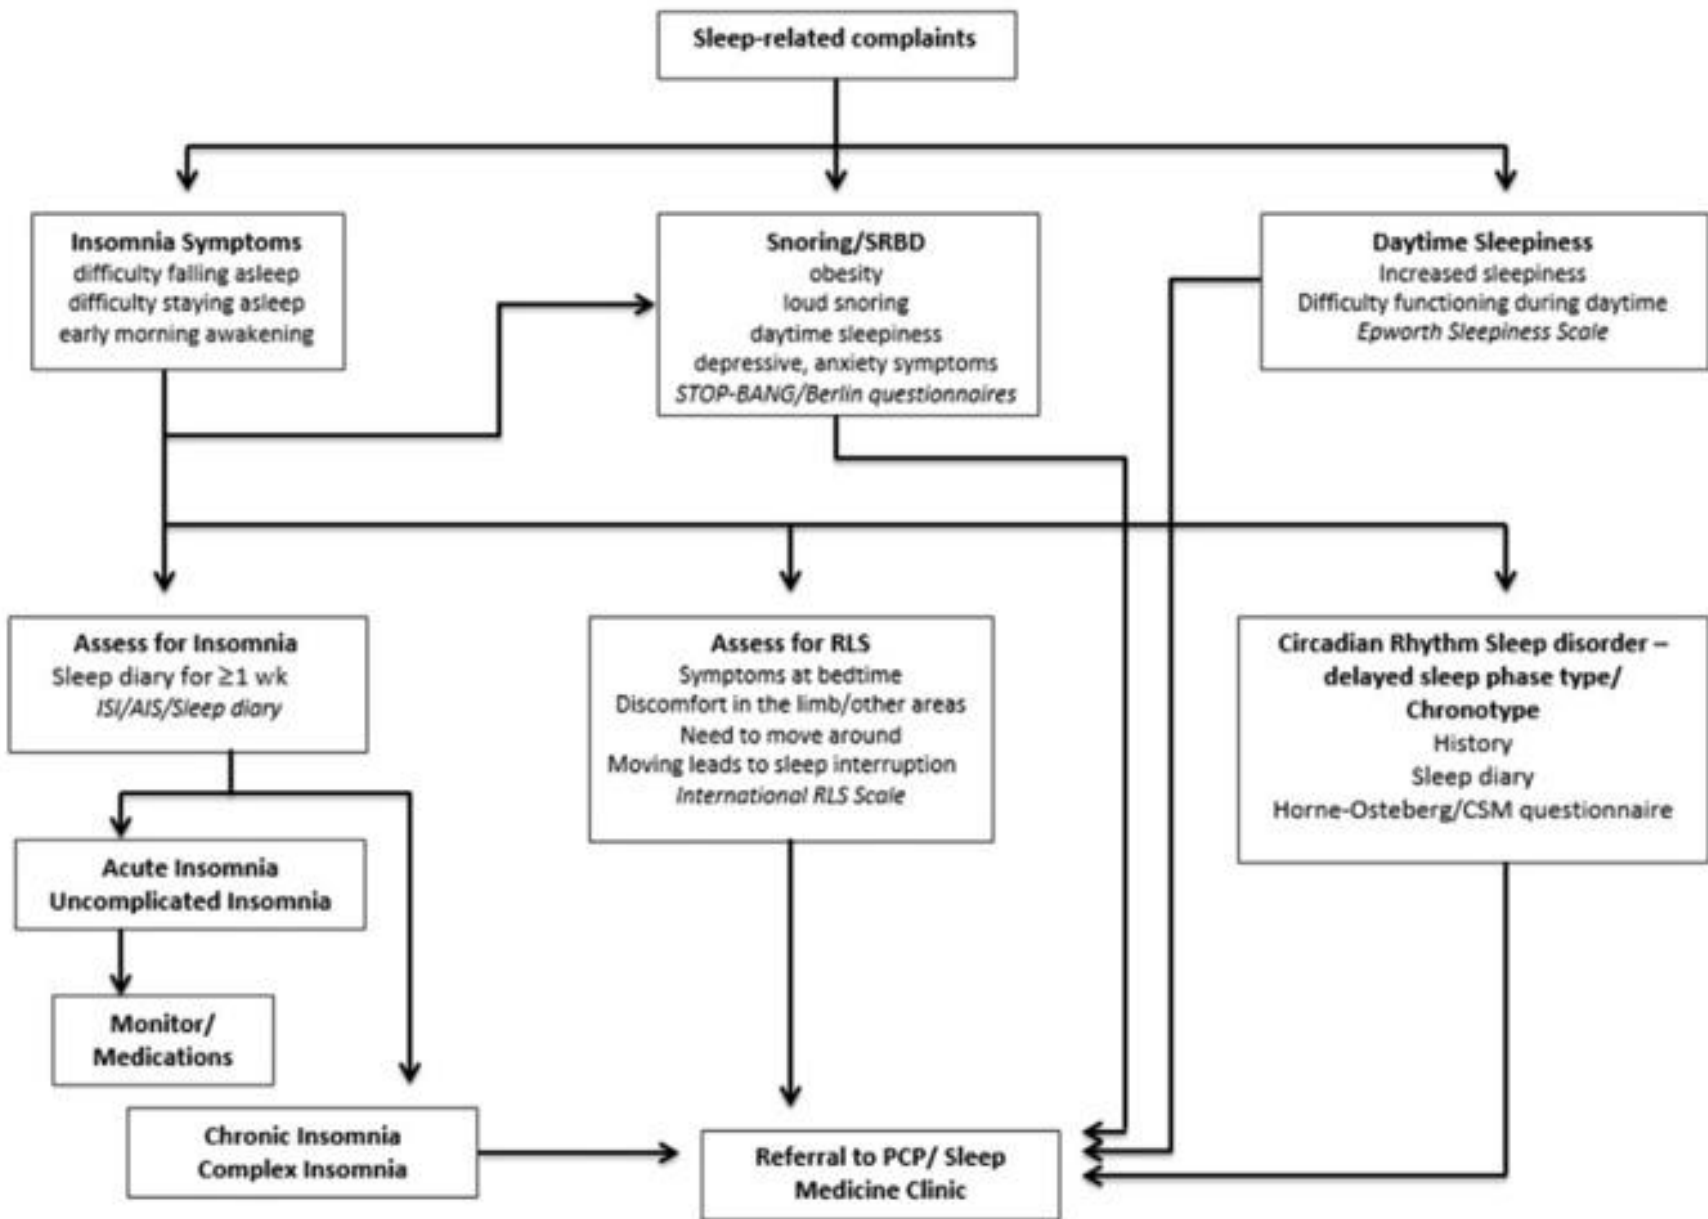 Sleep-related complaints
Insomnia Symptoms
difficulty falling asleep
difficulty staying asleep
early morning awakening
Snoring/SRBD
obesity
loud snoring
daytime sleepiness
depressive, anxiety symptoms
STOP-BANG/Berlin questionnaires
Daytime Sleepiness
Increased sleepiness
Difficulty functioning during daytime
Epworth Sleepiness Scale
Assess for Insomnia
Sleep diary for ≥1 wk
ISI/AIS/Sleep diary
Assess for RLS
Symptoms at bedtime
Discomfort in the limb/other areas
Need to move around
Moving leads to sleep interruption
International RLS Scale
Circadian Rhythm Sleep disorder –
delayed sleep phase type/
Chronotype
History
Sleep diary
Horne-Osteberg/CSM questionnaire
Acute Insomnia
Uncomplicated Insomnia
Monitor/
Medications
Chronic Insomnia
Complex Insomnia
Referral to PCP/ Sleep
Medicine Clinic